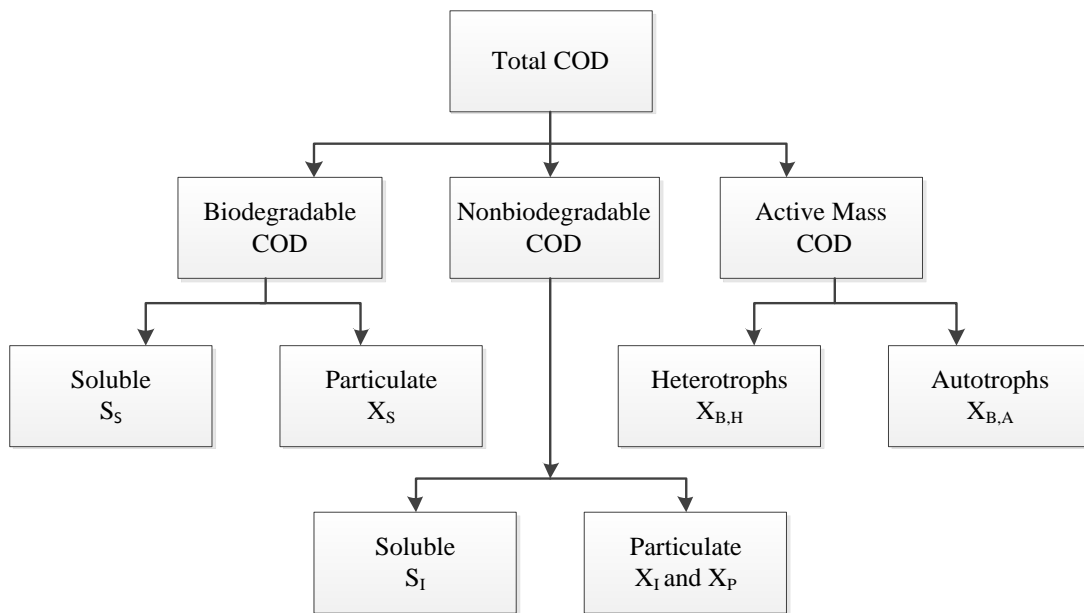 Total COD
Biodegradable
COD
Nonbiodegradable
COD
Active Mass
COD
Soluble
S_S
Particulate
X_S
Heterotrophs
X_B,H
Autotrophs
X_B,A
Soluble
S_I
Particulate
X_I and X_P